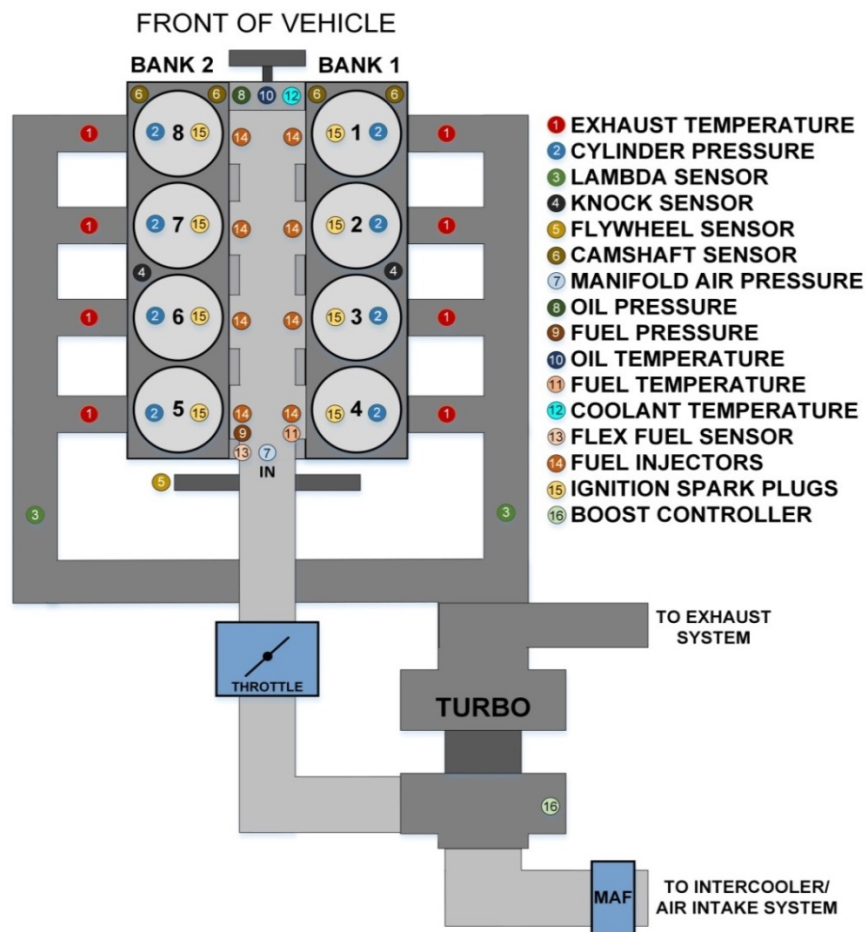 FRONT OF VEHICLE
BANK 2 BANK 1
6 6 8 10 12 6 6
1 2 8 15 14 14 15 1 2 1
1 2 7 15 14 14 15 2 2 1
4 4
1 2 6 15 14 14 15 3 2 1
1 2 5 15 14 14 15 4 2 1
9 11
13 7
IN
5
3 3
1 EXHAUST TEMPERATURE
2 CYLINDER PRESSURE
3 LAMBDA SENSOR
4 KNOCK SENSOR
5 FLYWHEEL SENSOR
6 CAMSHAFT SENSOR
7 MANIFOLD AIR PRESSURE
8 OIL PRESSURE
9 FUEL PRESSURE
10 OIL TEMPERATURE
11 FUEL TEMPERATURE
12 COOLANT TEMPERATURE
13 FLEX FUEL SENSOR
14 FUEL INJECTORS
15 IGNITION SPARK PLUGS
16 BOOST CONTROLLER
TO EXHAUST
SYSTEM
THROTTLE
TURBO
16
MAF
TO INTERCOOLER/
AIR INTAKE SYSTEM